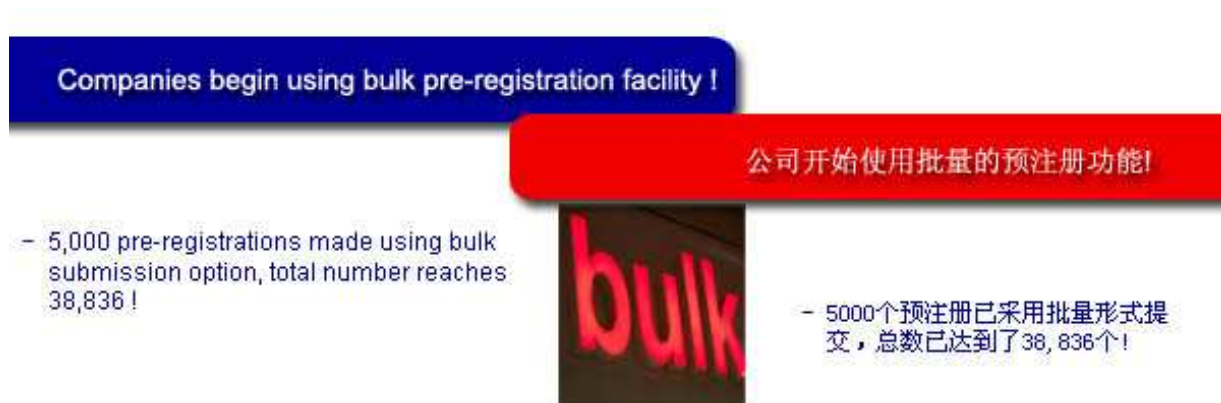 Companies begin using bulk pre-registration facility !
公司开始使用批量的预注册功能!
- 5,000 pre-registrations made using bulk
submission option, total number reaches
38,836 !
bulk
- 5000个预注册已采用批量形式提
交，总数已达到了38,836个!